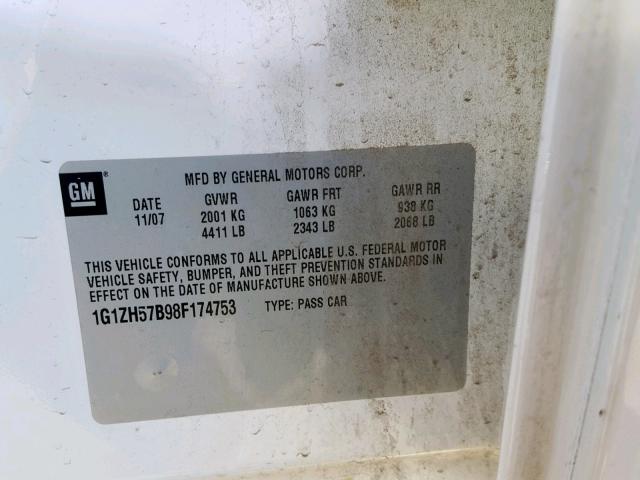 GM ®
MFD BY GENERAL MOTORS CORP.
DATE GVWR GAWR FRT GAWR RR
11/07 2001 KG 1063 KG 938 KG
4411 LB 2343 LB 2068 LB
THIS VEHICLE CONFORMS TO ALL APPLICABLE U.S. FEDERAL MOTOR
VEHICLE SAFETY, BUMPER, AND THEFT PREVENTION STANDARDS IN
EFFECT ON THE DATE OF MANUFACTURE SHOWN ABOVE.
1G1ZH57B98F174753 TYPE: PASS CAR